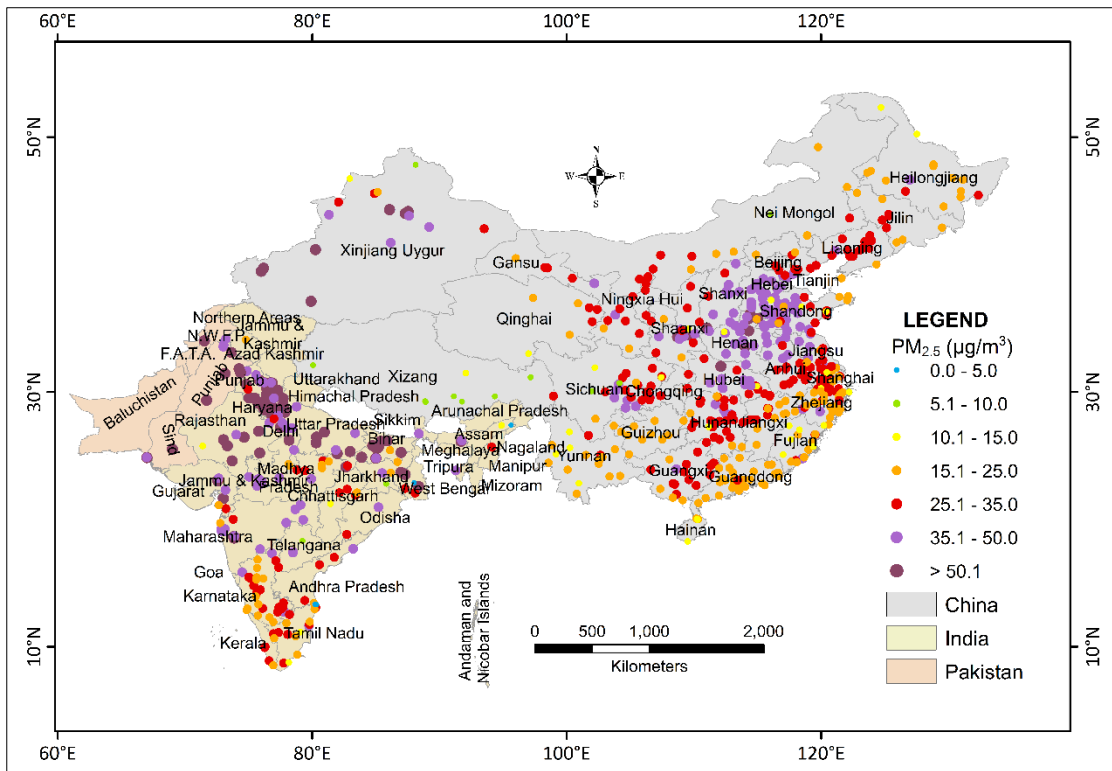 60°E 80°E 100°E 120°E
50°N
50°N
N
W E
S
Heilongjiang
Nei Mongol
Jilin
Liaoning
Xinjiang Uygur
Gansu
Beijing
Tianjin
Hebei
Ningxia Hui
Shanxi
Shandong
Qinghai
Shaanxi
Henan
Northern Areas
Jammu &
Kashmir
N.W.F.P.
F.A.T.A.
Azad Kashmir
Punjab
Punjab
Baluchistan
Sind
Uttarakhand
Himachal Pradesh
Xizang
Haryana
Rajasthan
Delhi
Uttar Pradesh
Sikkim
Arunachal Pradesh
Bihar
Assam
Meghalaya
Nagaland
Manipur
Tripura
Mizoram
Jiangsu
Anhui
Shanghai
Hubei
Sichuan
Chongqing
Zhejiang
Hunan
Jiangxi
Guizhou
Fujian
Yunnan
Guangxi
Guangdong
Hainan
30°N
30°N
Madhya
Pradesh
Jammu & Kashmir
Gujarat
Jharkhand
West Bengal
Chhattisgarh
Odisha
Maharashtra
Telangana
Goa
Karnataka
Andhra Pradesh
Kerala
Tamil Nadu
Andaman and
Nicobar Islands
10°N
10°N
0 500 1,000 2,000
Kilometers
LEGEND
PM2.5 (µg/m³)
0.0 - 5.0
5.1 - 10.0
10.1 - 15.0
15.1 - 25.0
25.1 - 35.0
35.1 - 50.0
> 50.1
China
India
Pakistan
60°E 80°E 100°E 120°E